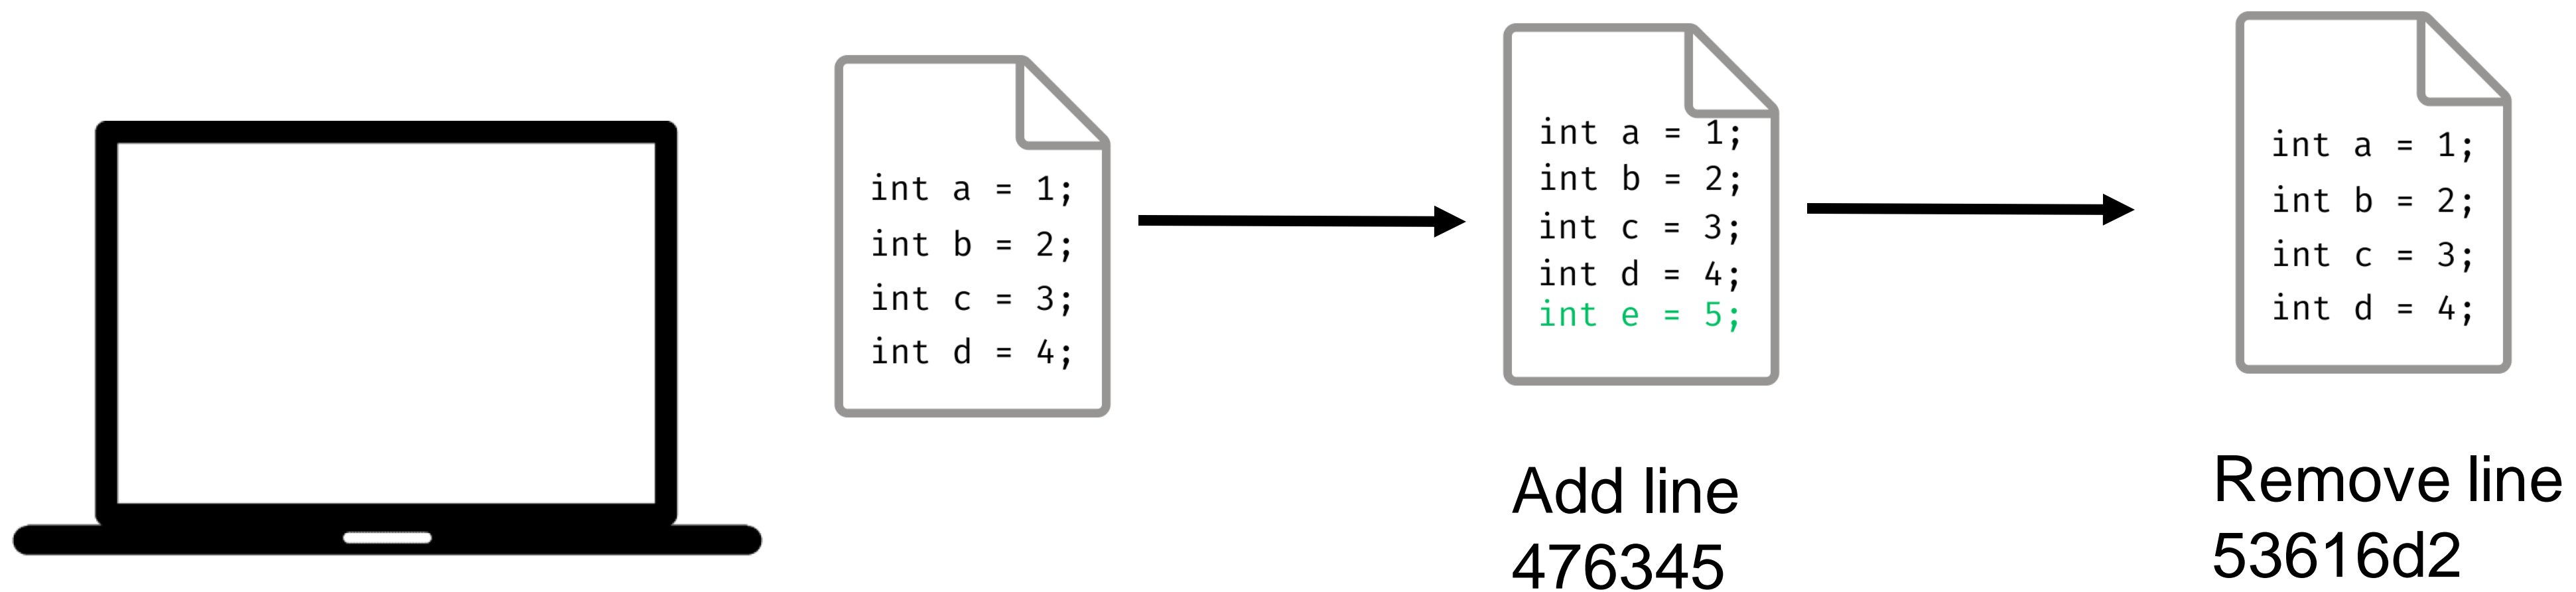 int a = 1;
int b = 2;
int c = 3;
int d = 4;
int a = 1;
int b = 2;
int c = 3;
int d = 4;
int e = 5;
Add line
476345
int a = 1;
int b = 2;
int c = 3;
int d = 4;
Remove line
53616d2